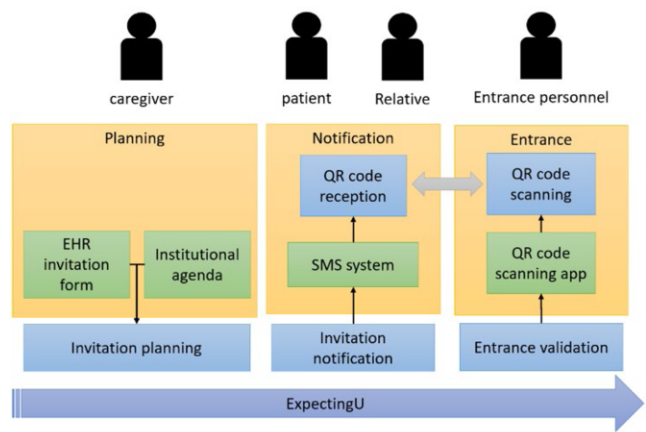 caregiver
patient
Relative
Entrance personnel
Planning
Notification
Entrance
QR code
reception
QR code
scanning
EHR
invitation
form
Institutional
agenda
SMS system
QR code
scanning app
Invitation planning
Invitation
notification
Entrance validation
ExpectingU